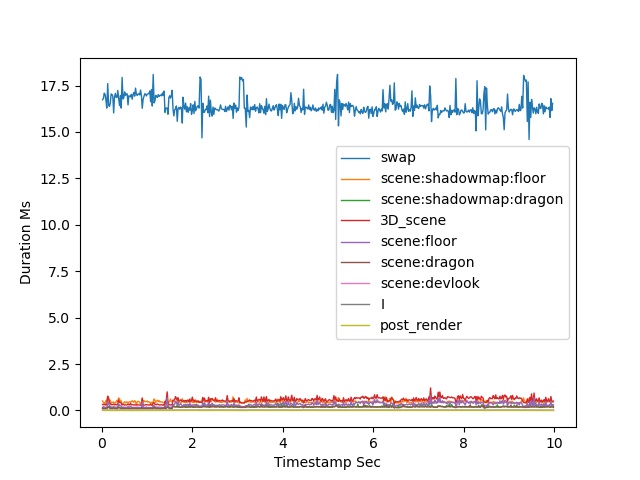 17.5
15.0
12.5
10.0
7.5
5.0
2.5
0.0
Duration Ms
swap
scene:shadowmap:floor
scene:shadowmap:dragon
3D_scene
scene:floor
scene:dragon
scene:devlook
I
post_render
0 2 4 6 8 10
Timestamp Sec